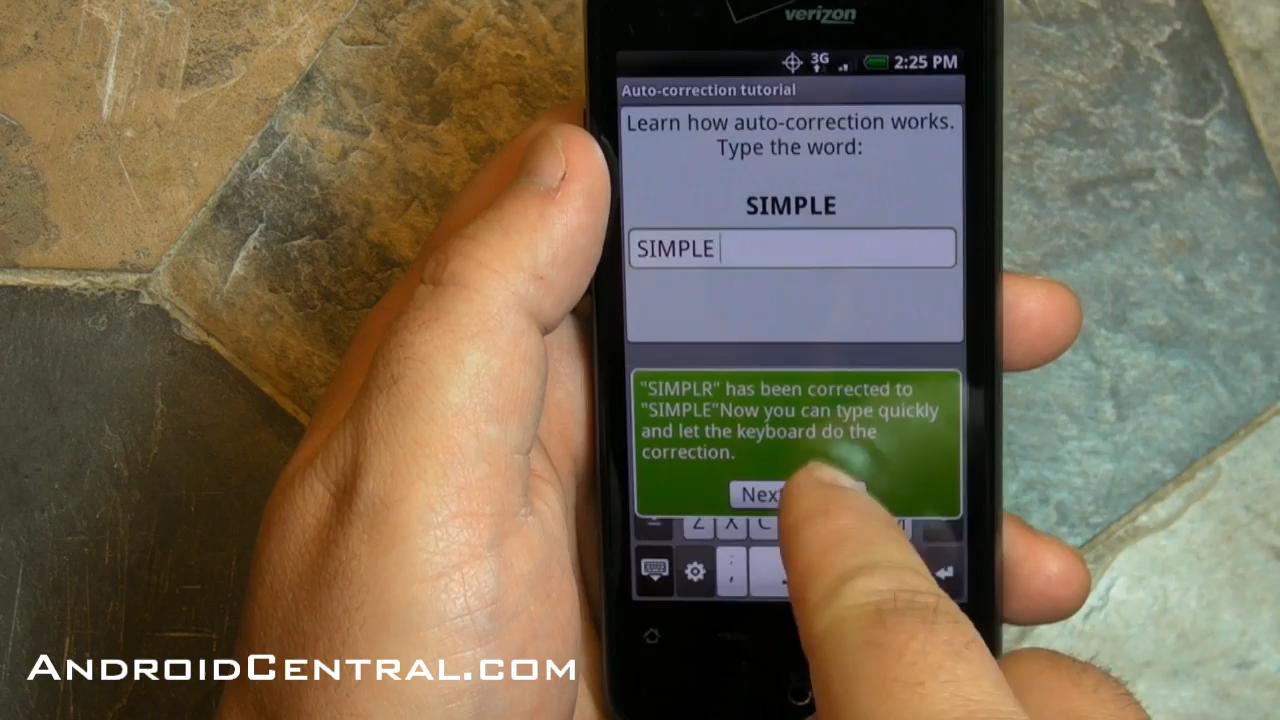 verizon
3G 2:25 PM
Auto-correction tutorial
Learn how auto-correction works.
Type the word:
SIMPLE
SIMPLE
"SIMPLR" has been corrected to
"SIMPLE"Now you can type quickly
and let the keyboard do the
correction.
Z X C
ANDROIDCENTRAL.COM